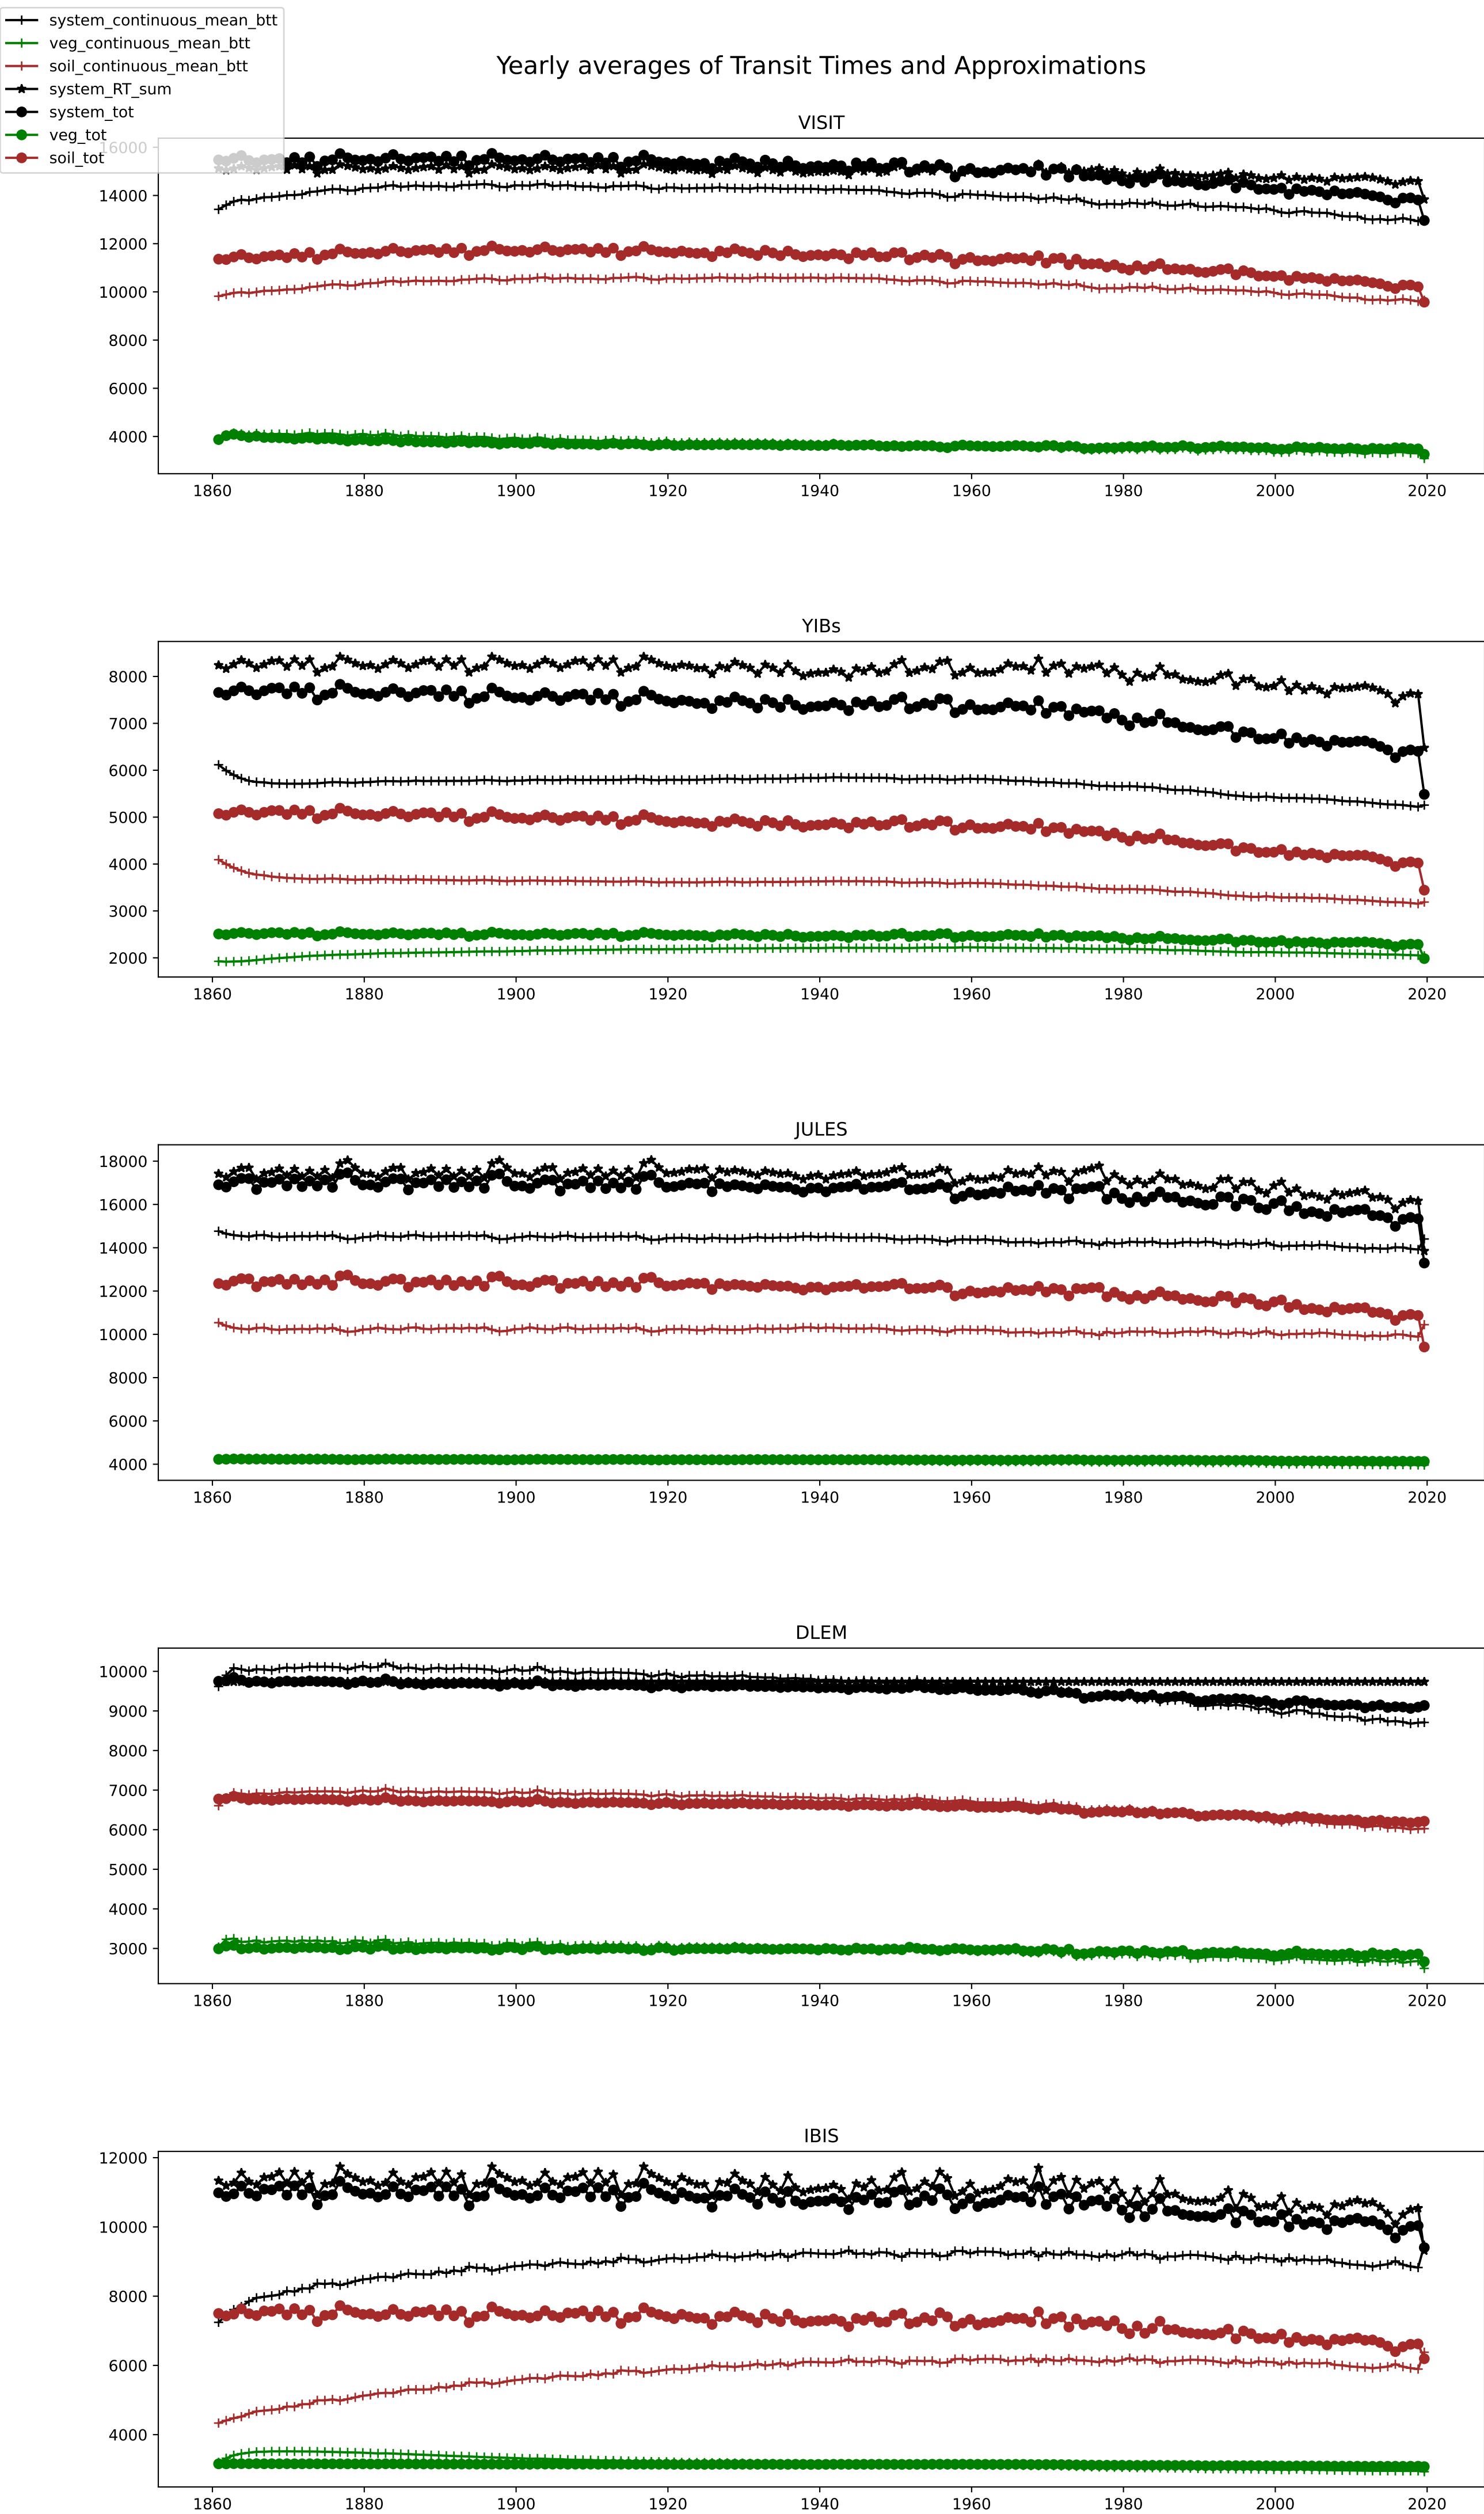 system_continuous_mean_btt
veg_continuous_mean_btt
soil_continuous_mean_btt
system_RT_sum
system_tot
veg_tot
soil_tot
Yearly averages of Transit Times and Approximations
VISIT
16000
14000
12000
10000
8000
6000
4000
1860 1880 1900 1920 1940 1960 1980 2000 2020
YIBs
8000
7000
6000
5000
4000
3000
2000
1860 1880 1900 1920 1940 1960 1980 2000 2020
JULES
18000
16000
14000
12000
10000
8000
6000
4000
1860 1880 1900 1920 1940 1960 1980 2000 2020
DLEM
10000
9000
8000
7000
6000
5000
4000
3000
1860 1880 1900 1920 1940 1960 1980 2000 2020
IBIS
12000
10000
8000
6000
4000
1860 1880 1900 1920 1940 1960 1980 2000 2020